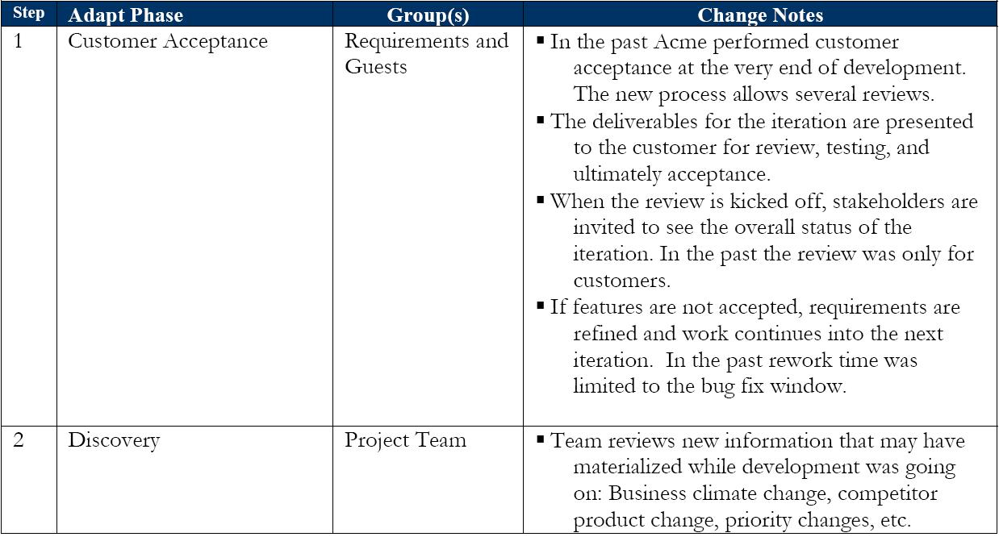 Step Adapt Phase Group(s) Change Notes
1 Customer Acceptance Requirements and Guests
▪ In the past Acme performed customer
acceptance at the very end of development.
The new process allows several reviews.
▪ The deliverables for the iteration are presented
to the customer for review, testing, and
ultimately acceptance.
▪ When the review is kicked off, stakeholders are
invited to see the overall status of the
iteration. In the past the review was only for
customers.
▪ If features are not accepted, requirements are
refined and work continues into the next
iteration.  In the past rework time was
limited to the bug fix window.
2 Discovery Project Team
▪ Team reviews new information that may have
materialized while development was going
on: Business climate change, competitor
product change, priority changes, etc.